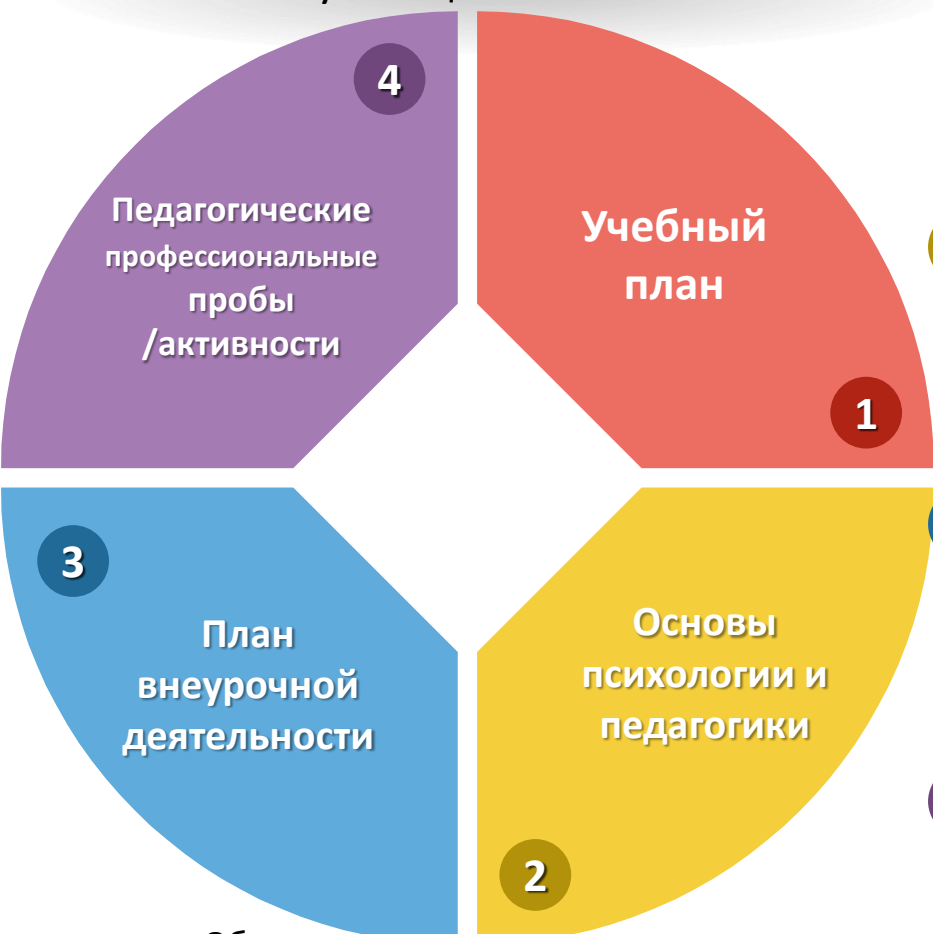 4
Педагогические
профессиональные
пробы
/активности
Учебный
план
1
3
План
внеурочной
деятельности
Основы
психологии и
педагогики
2